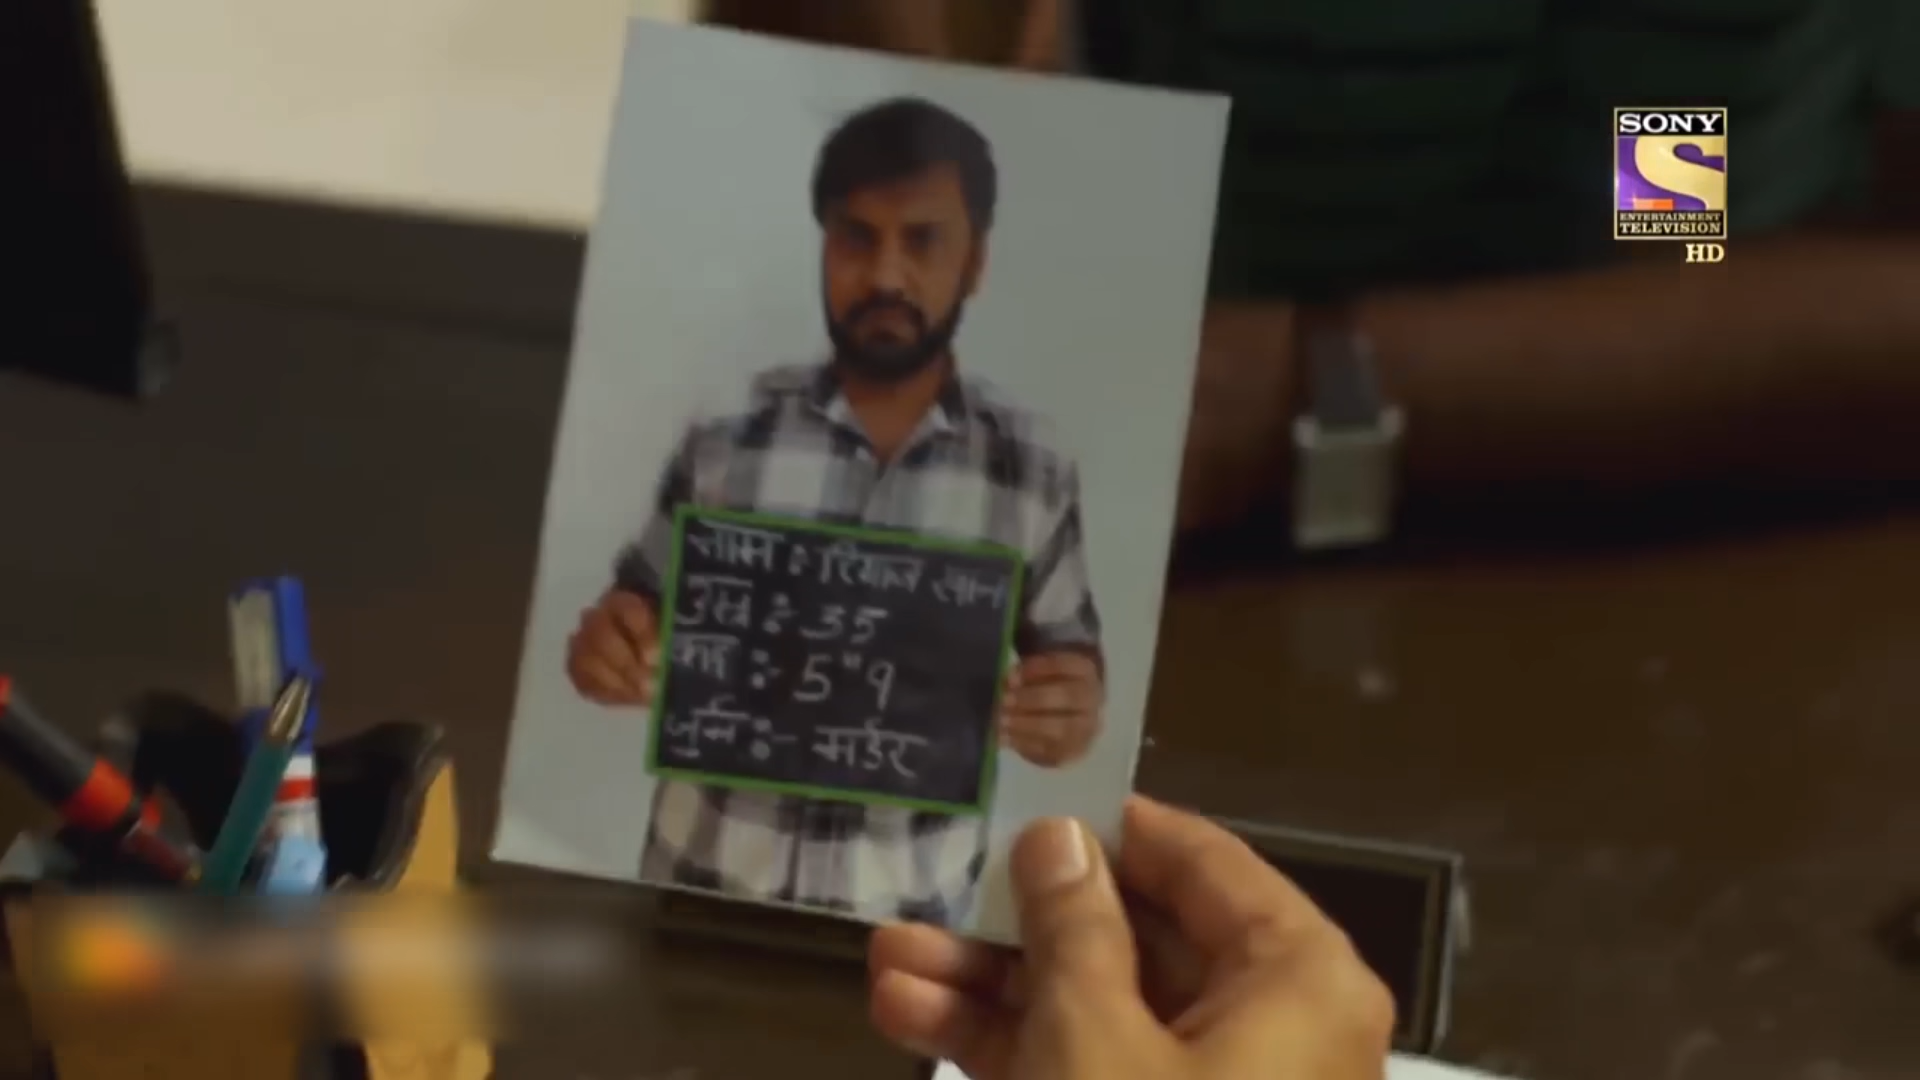 नाम : रियाज खान
उम्र : 35
कद :- 5"9
जुर्म :- मर्डर
SONY
ENTERTAINMENT
TELEVISION
HD